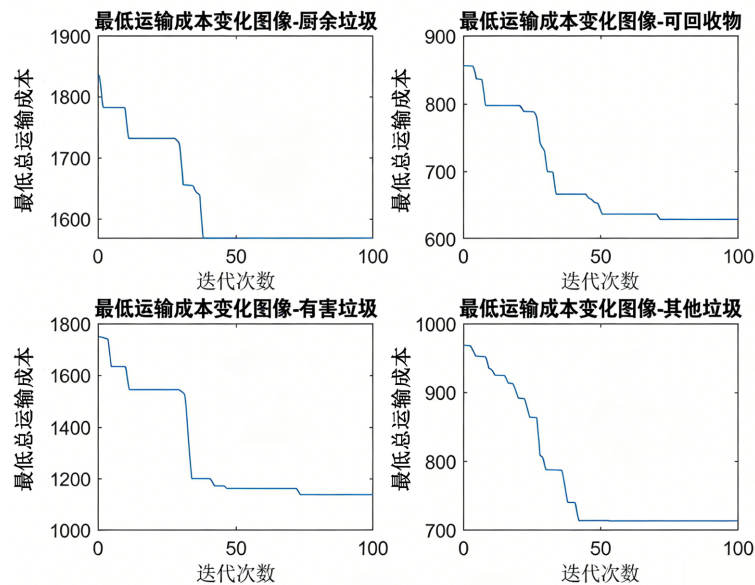 最低运输成本变化图像-厨余垃圾
1900
1800
1700
1600
最低总运输成本
0 50 100
迭代次数
最低运输成本变化图像-可回收物
900
800
700
600
最低总运输成本
0 50 100
迭代次数
最低运输成本变化图像-有害垃圾
1800
1600
1400
1200
1000
最低总运输成本
0 50 100
迭代次数
最低运输成本变化图像-其他垃圾
1000
900
800
700
最低总运输成本
0 50 100
迭代次数